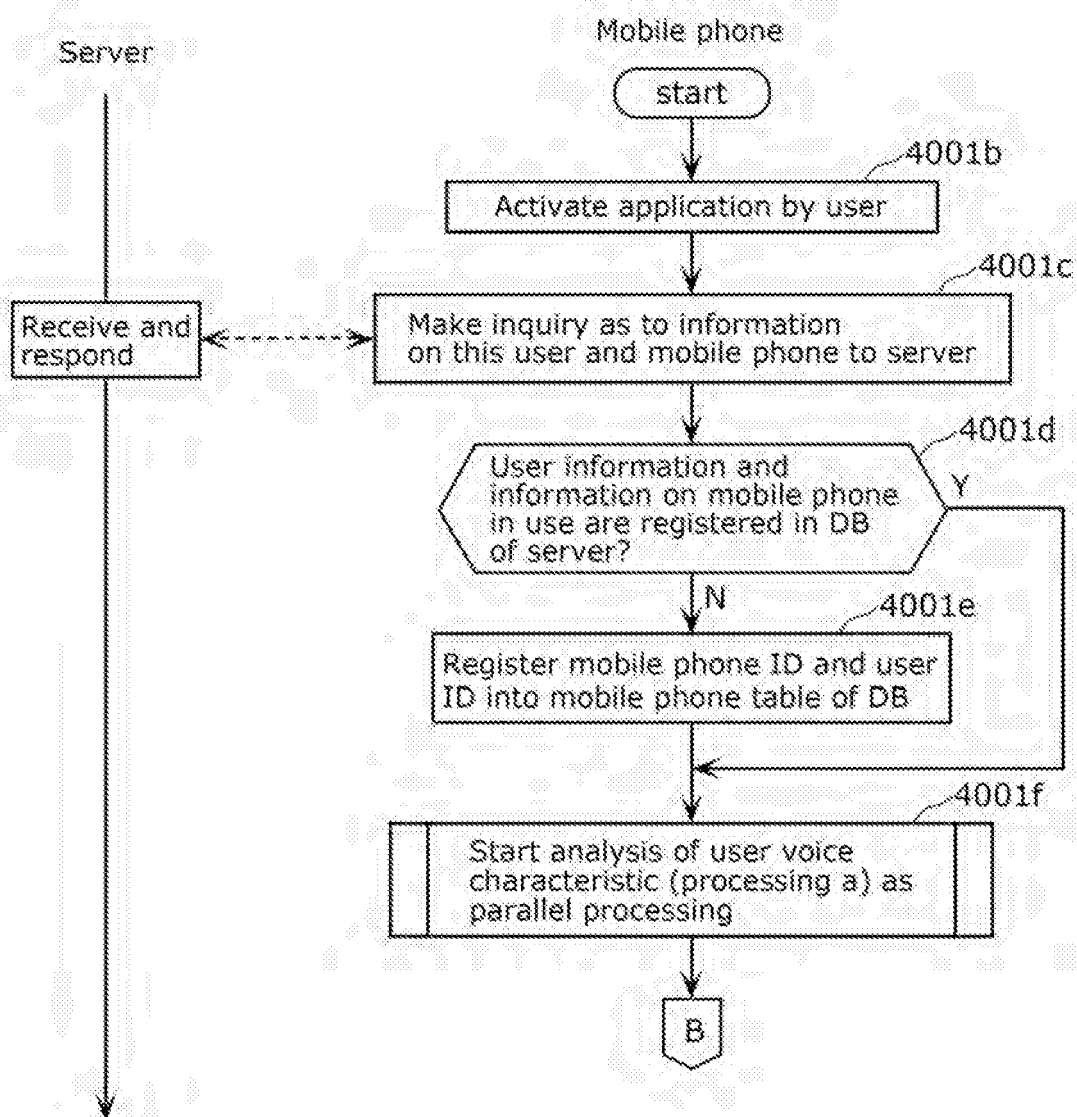 Server
Mobile phone
start
4001b
Activate application by user
4001c
Receive and
respond
Make inquiry as to information
on this user and mobile phone to server
4001d
User information and
information on mobile phone
in use are registered in DB
of server?
Y
N
4001e
Register mobile phone ID and user
ID into mobile phone table of DB
4001f
Start analysis of user voice
characteristic (processing a) as
parallel processing
B